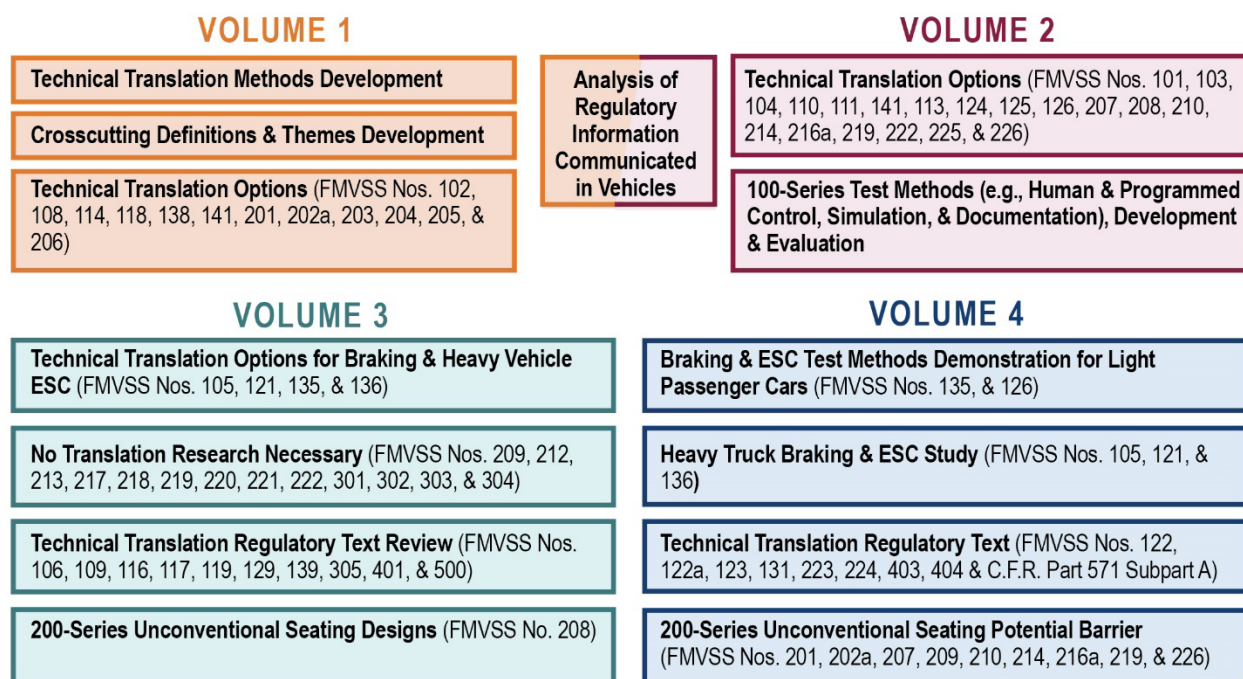 VOLUME 1
Technical Translation Methods Development
Crosscutting Definitions & Themes Development
Technical Translation Options (FMVSS Nos. 102,
108, 114, 118, 138, 141, 201, 202a, 203, 204, 205, &
206)
Analysis of
Regulatory
Information
Communicated
in Vehicles
VOLUME 2
Technical Translation Options (FMVSS Nos. 101, 103,
104, 110, 111, 141, 113, 124, 125, 126, 207, 208, 210,
214, 216a, 219, 222, 225, & 226)
100-Series Test Methods (e.g., Human & Programmed
Control, Simulation, & Documentation), Development
& Evaluation
VOLUME 3
Technical Translation Options for Braking & Heavy Vehicle
ESC (FMVSS Nos. 105, 121, 135, & 136)
No Translation Research Necessary (FMVSS Nos. 209, 212,
213, 217, 218, 219, 220, 221, 222, 301, 302, 303, & 304)
Technical Translation Regulatory Text Review (FMVSS Nos.
106, 109, 116, 117, 119, 129, 139, 305, 401, & 500)
200-Series Unconventional Seating Designs (FMVSS No. 208)
VOLUME 4
Braking & ESC Test Methods Demonstration for Light
Passenger Cars (FMVSS Nos. 135, & 126)
Heavy Truck Braking & ESC Study (FMVSS Nos. 105, 121, &
136)
Technical Translation Regulatory Text (FMVSS Nos. 122,
122a, 123, 131, 223, 224, 403, 404 & C.F.R. Part 571 Subpart A)
200-Series Unconventional Seating Potential Barrier
(FMVSS Nos. 201, 202a, 207, 209, 210, 214, 216a, 219, & 226)